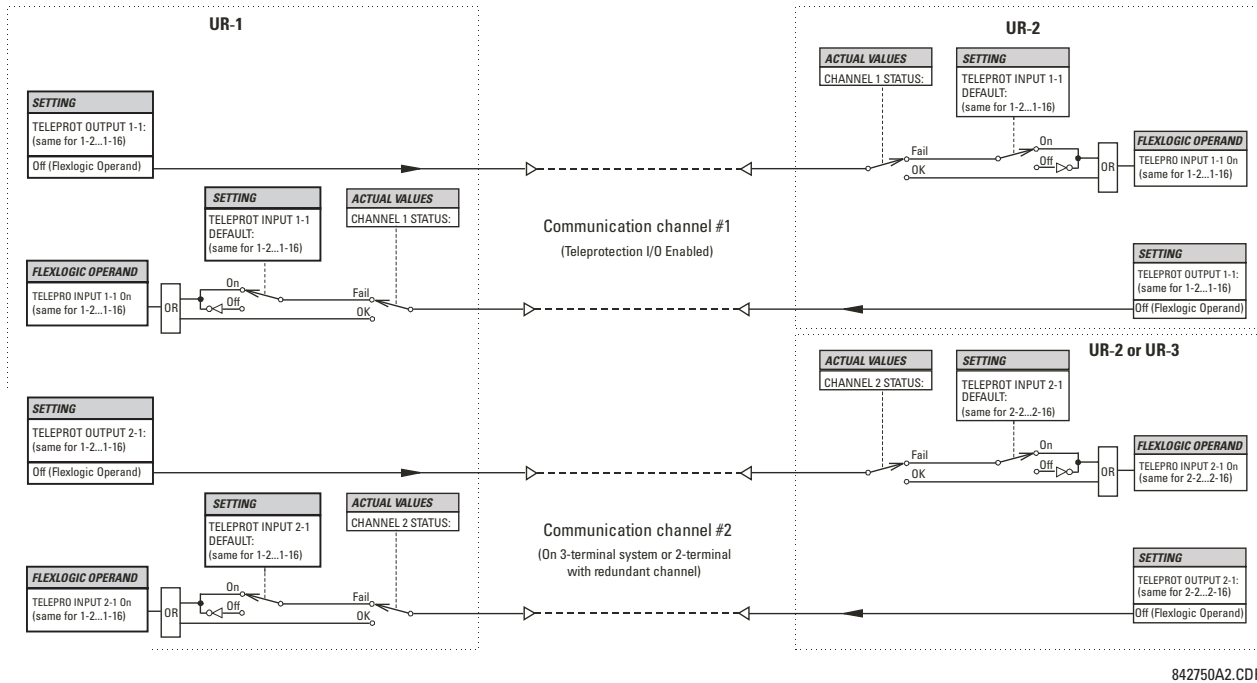 UR-1
SETTING
TELEPROT OUTPUT 1-1:
(same for 1-2...1-16)
Off (Flexlogic Operand)
SETTING
TELEPROT INPUT 1-1
DEFAULT:
(same for 1-2...1-16)
ACTUAL VALUES
CHANNEL 1 STATUS:
FLEXLOGIC OPERAND
TELEPRO INPUT 1-1 On
(same for 1-2...1-16)
OR
On
Off
Fail
OK
Communication channel #1
(Teleprotection I/O Enabled)
UR-2
ACTUAL VALUES
CHANNEL 1 STATUS:
SETTING
TELEPROT INPUT 1-1
DEFAULT:
(same for 1-2...1-16)
Fail
OK
On
Off
OR
FLEXLOGIC OPERAND
TELEPRO INPUT 1-1 On
(same for 1-2...1-16)
SETTING
TELEPROT OUTPUT 1-1:
(same for 1-2...1-16)
Off (Flexlogic Operand)
SETTING
TELEPROT OUTPUT 2-1:
(same for 1-2...1-16)
Off (Flexlogic Operand)
SETTING
TELEPROT INPUT 2-1
DEFAULT:
(same for 1-2...1-16)
ACTUAL VALUES
CHANNEL 2 STATUS:
FLEXLOGIC OPERAND
TELEPRO INPUT 2-1 On
(same for 1-2...1-16)
OR
On
Off
Fail
OK
Communication channel #2
(On 3-terminal system or 2-terminal
with redundant channel)
UR-2 or UR-3
ACTUAL VALUES
CHANNEL 2 STATUS:
SETTING
TELEPROT INPUT 2-1
DEFAULT:
(same for 2-2...2-16)
Fail
OK
On
Off
OR
FLEXLOGIC OPERAND
TELEPRO INPUT 2-1 On
(same for 2-2...2-16)
SETTING
TELEPROT OUTPUT 2-1:
(same for 2-2...2-16)
Off (Flexlogic Operand)
842750A2.CDR